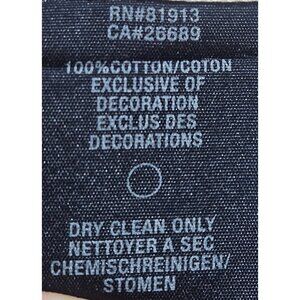 RN#81913
CA#26689
100%COTTON/COTON
EXCLUSIVE OF
DECORATION
EXCLUS DES
DECORATIONS
DRY CLEAN ONLY
NETTOYER A SEC
CHEMISCHREINIGEN/
STOMEN